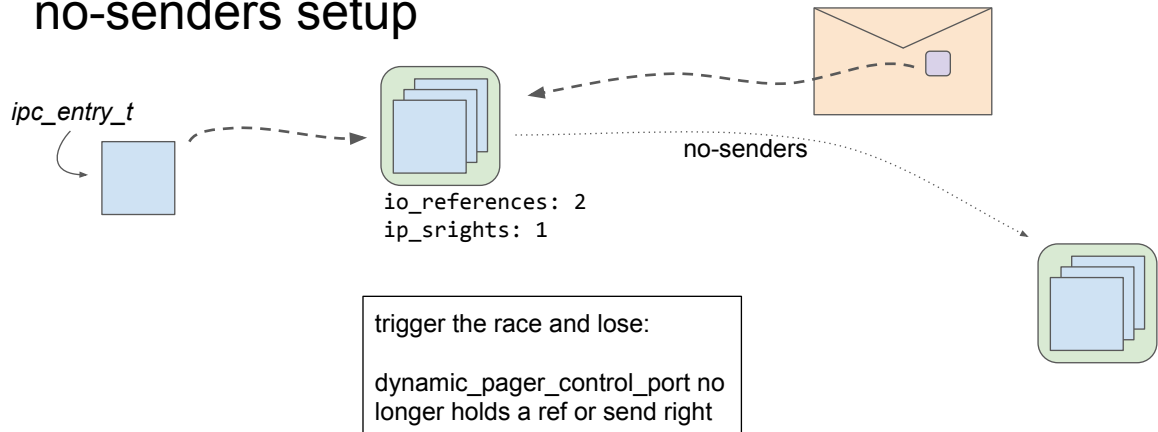 no-senders setup
ipc_entry_t
no-senders
io_references: 2
ip_srights: 1
trigger the race and lose:
dynamic_pager_control_port no
longer holds a ref or send right